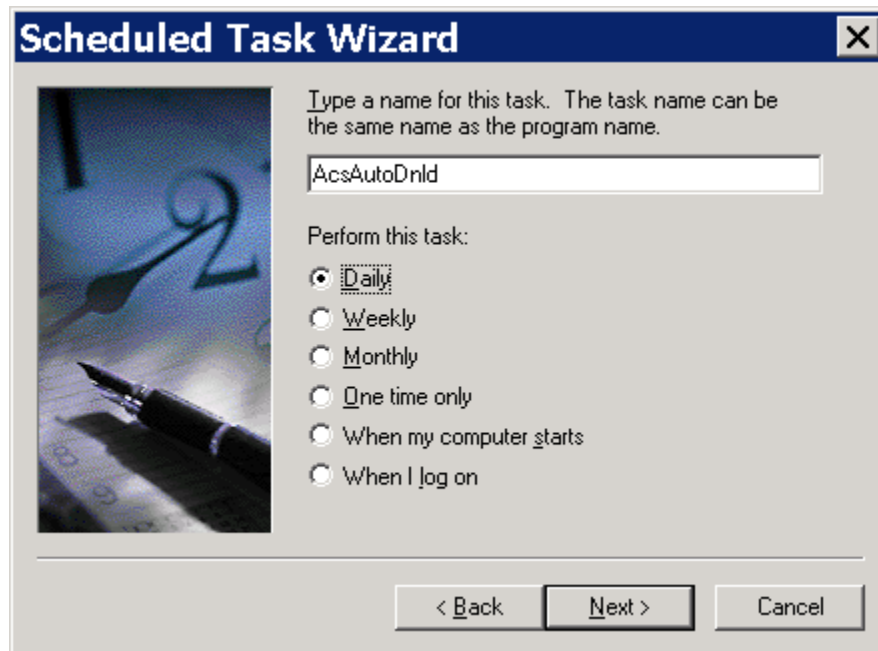 Scheduled Task Wizard
Type a name for this task. The task name can be
the same name as the program name.
AcsAutoDnld
Perform this task:
Daily
Weekly
Monthly
One time only
When my computer starts
When I log on
< Back
Next >
Cancel